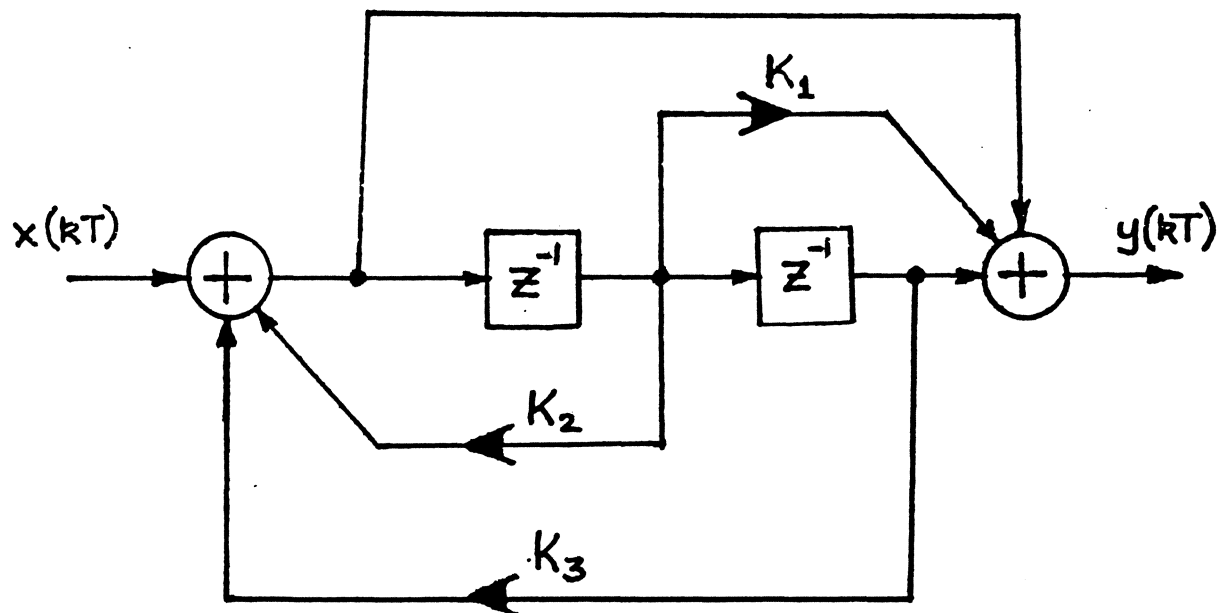 K₁
x(kT)
z⁻¹
z⁻¹
y(kT)
K₂
K₃